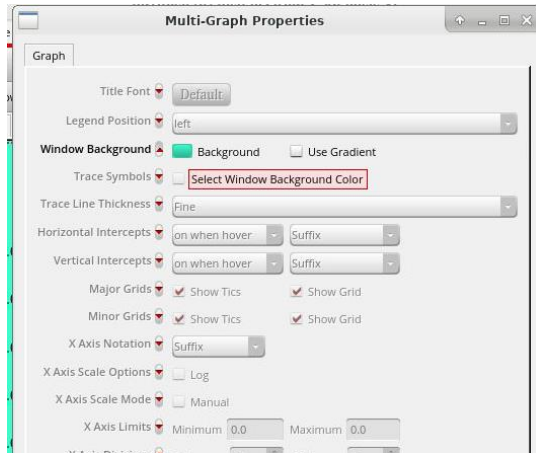 Multi-Graph Properties
Graph
Title Font Default
Legend Position left
Window Background Background Use Gradient
Trace Symbols Select Window Background Color
Trace Line Thickness Fine
Horizontal Intercepts on when hover Suffix
Vertical Intercepts on when hover Suffix
Major Grids Show Tics Show Grid
Minor Grids Show Tics Show Grid
X Axis Notation Suffix
X Axis Scale Options Log
X Axis Scale Mode Manual
X Axis Limits Minimum 0.0 Maximum 0.0